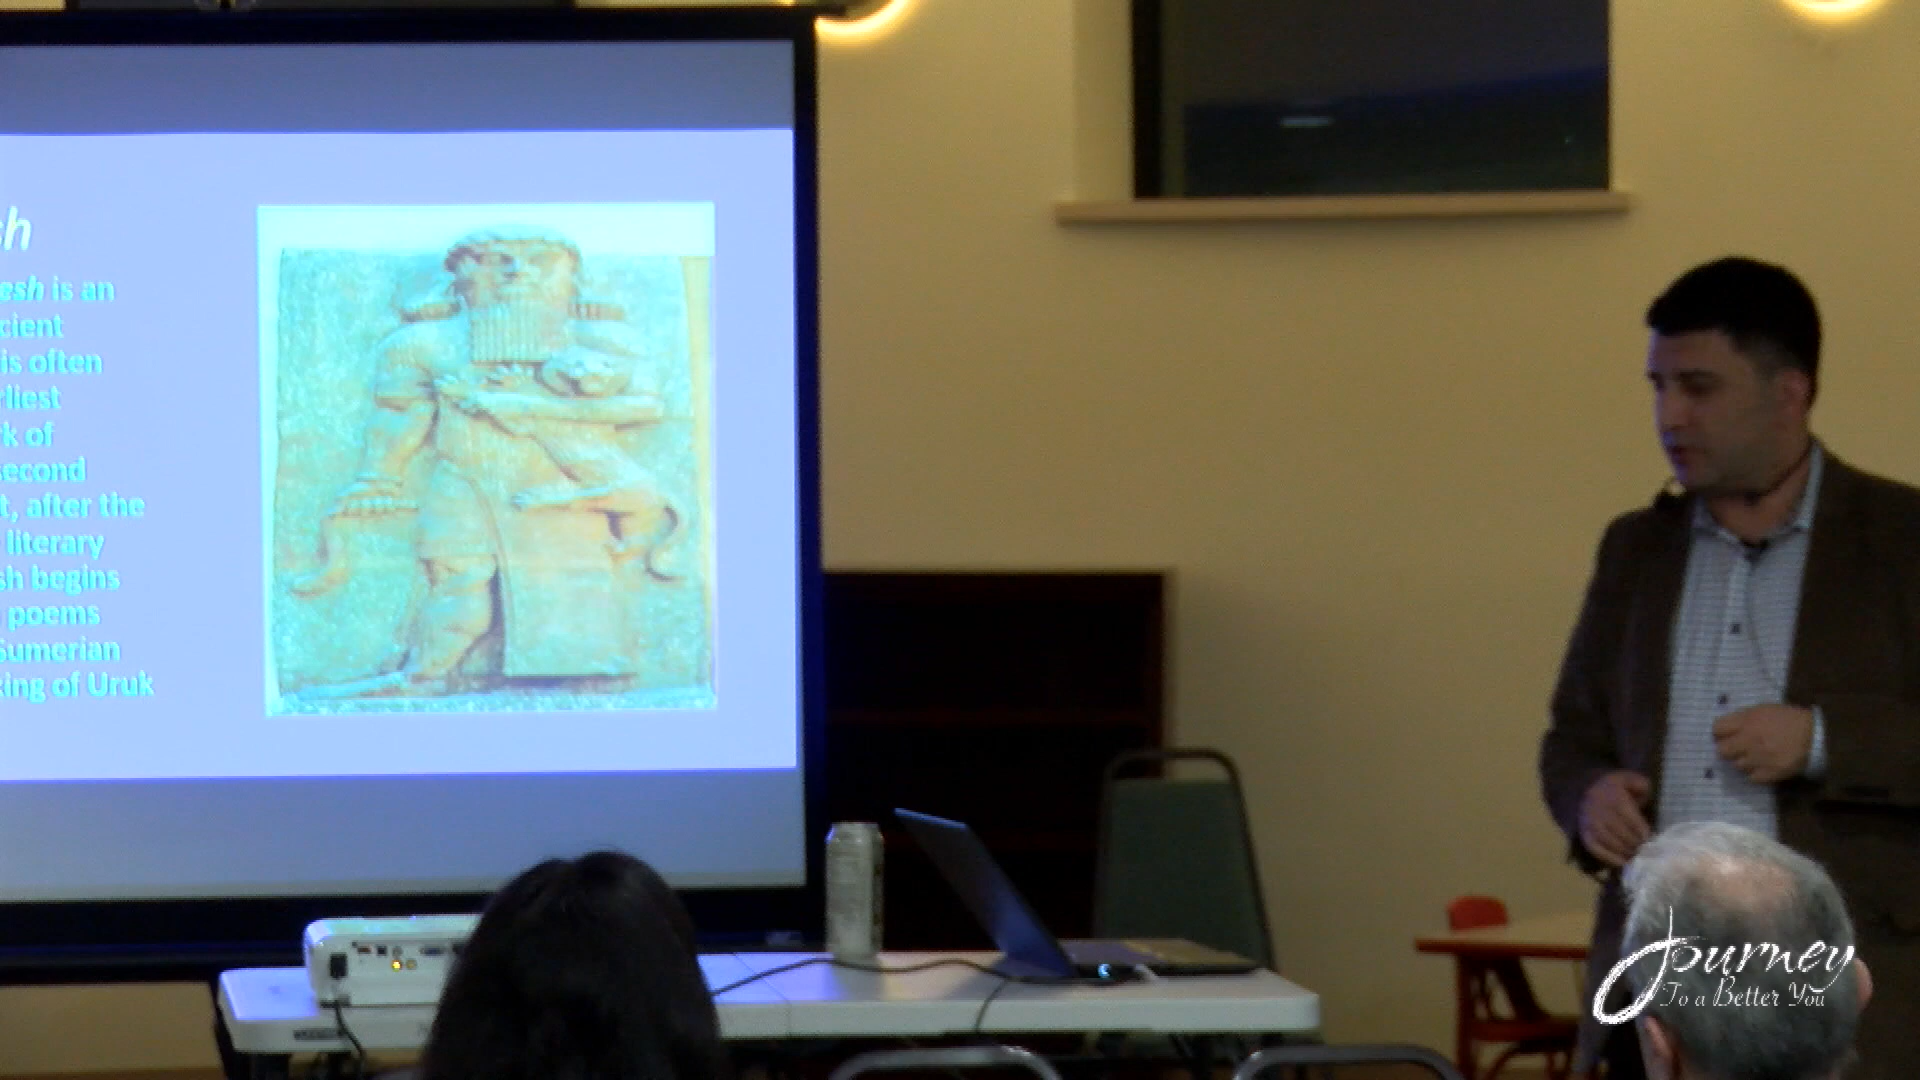 sh
esh is an
cient
is often
rliest
rk of
second
t, after the
literary
sh begins
poems
Sumerian
king of Uruk
Journey
To a Better You